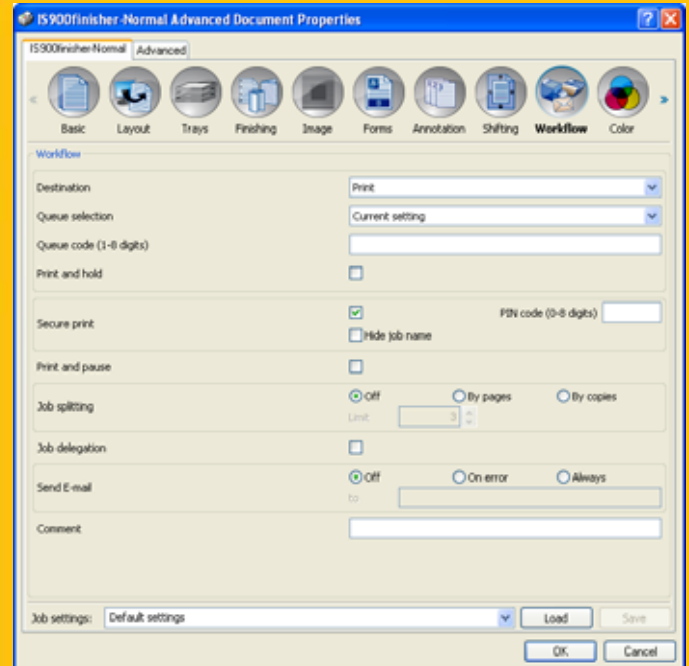 IS900finisher-Normal Advanced Document Properties
IS900finisher-Normal Advanced
« Basic Layout Trays Finishing Image Forms Annotation Shifting Workflow Color »
Workflow
Destination Print
Queue selection Current setting
Queue code (1-8 digits)
Print and hold
Secure print PIN code (0-8 digits)
Hide job name
Print and pause
Job splitting Off By pages By copies
Limit 3
Job delegation
Send E-mail Off On error Always
to
Comment
Job settings: Default settings Load Save
OK Cancel